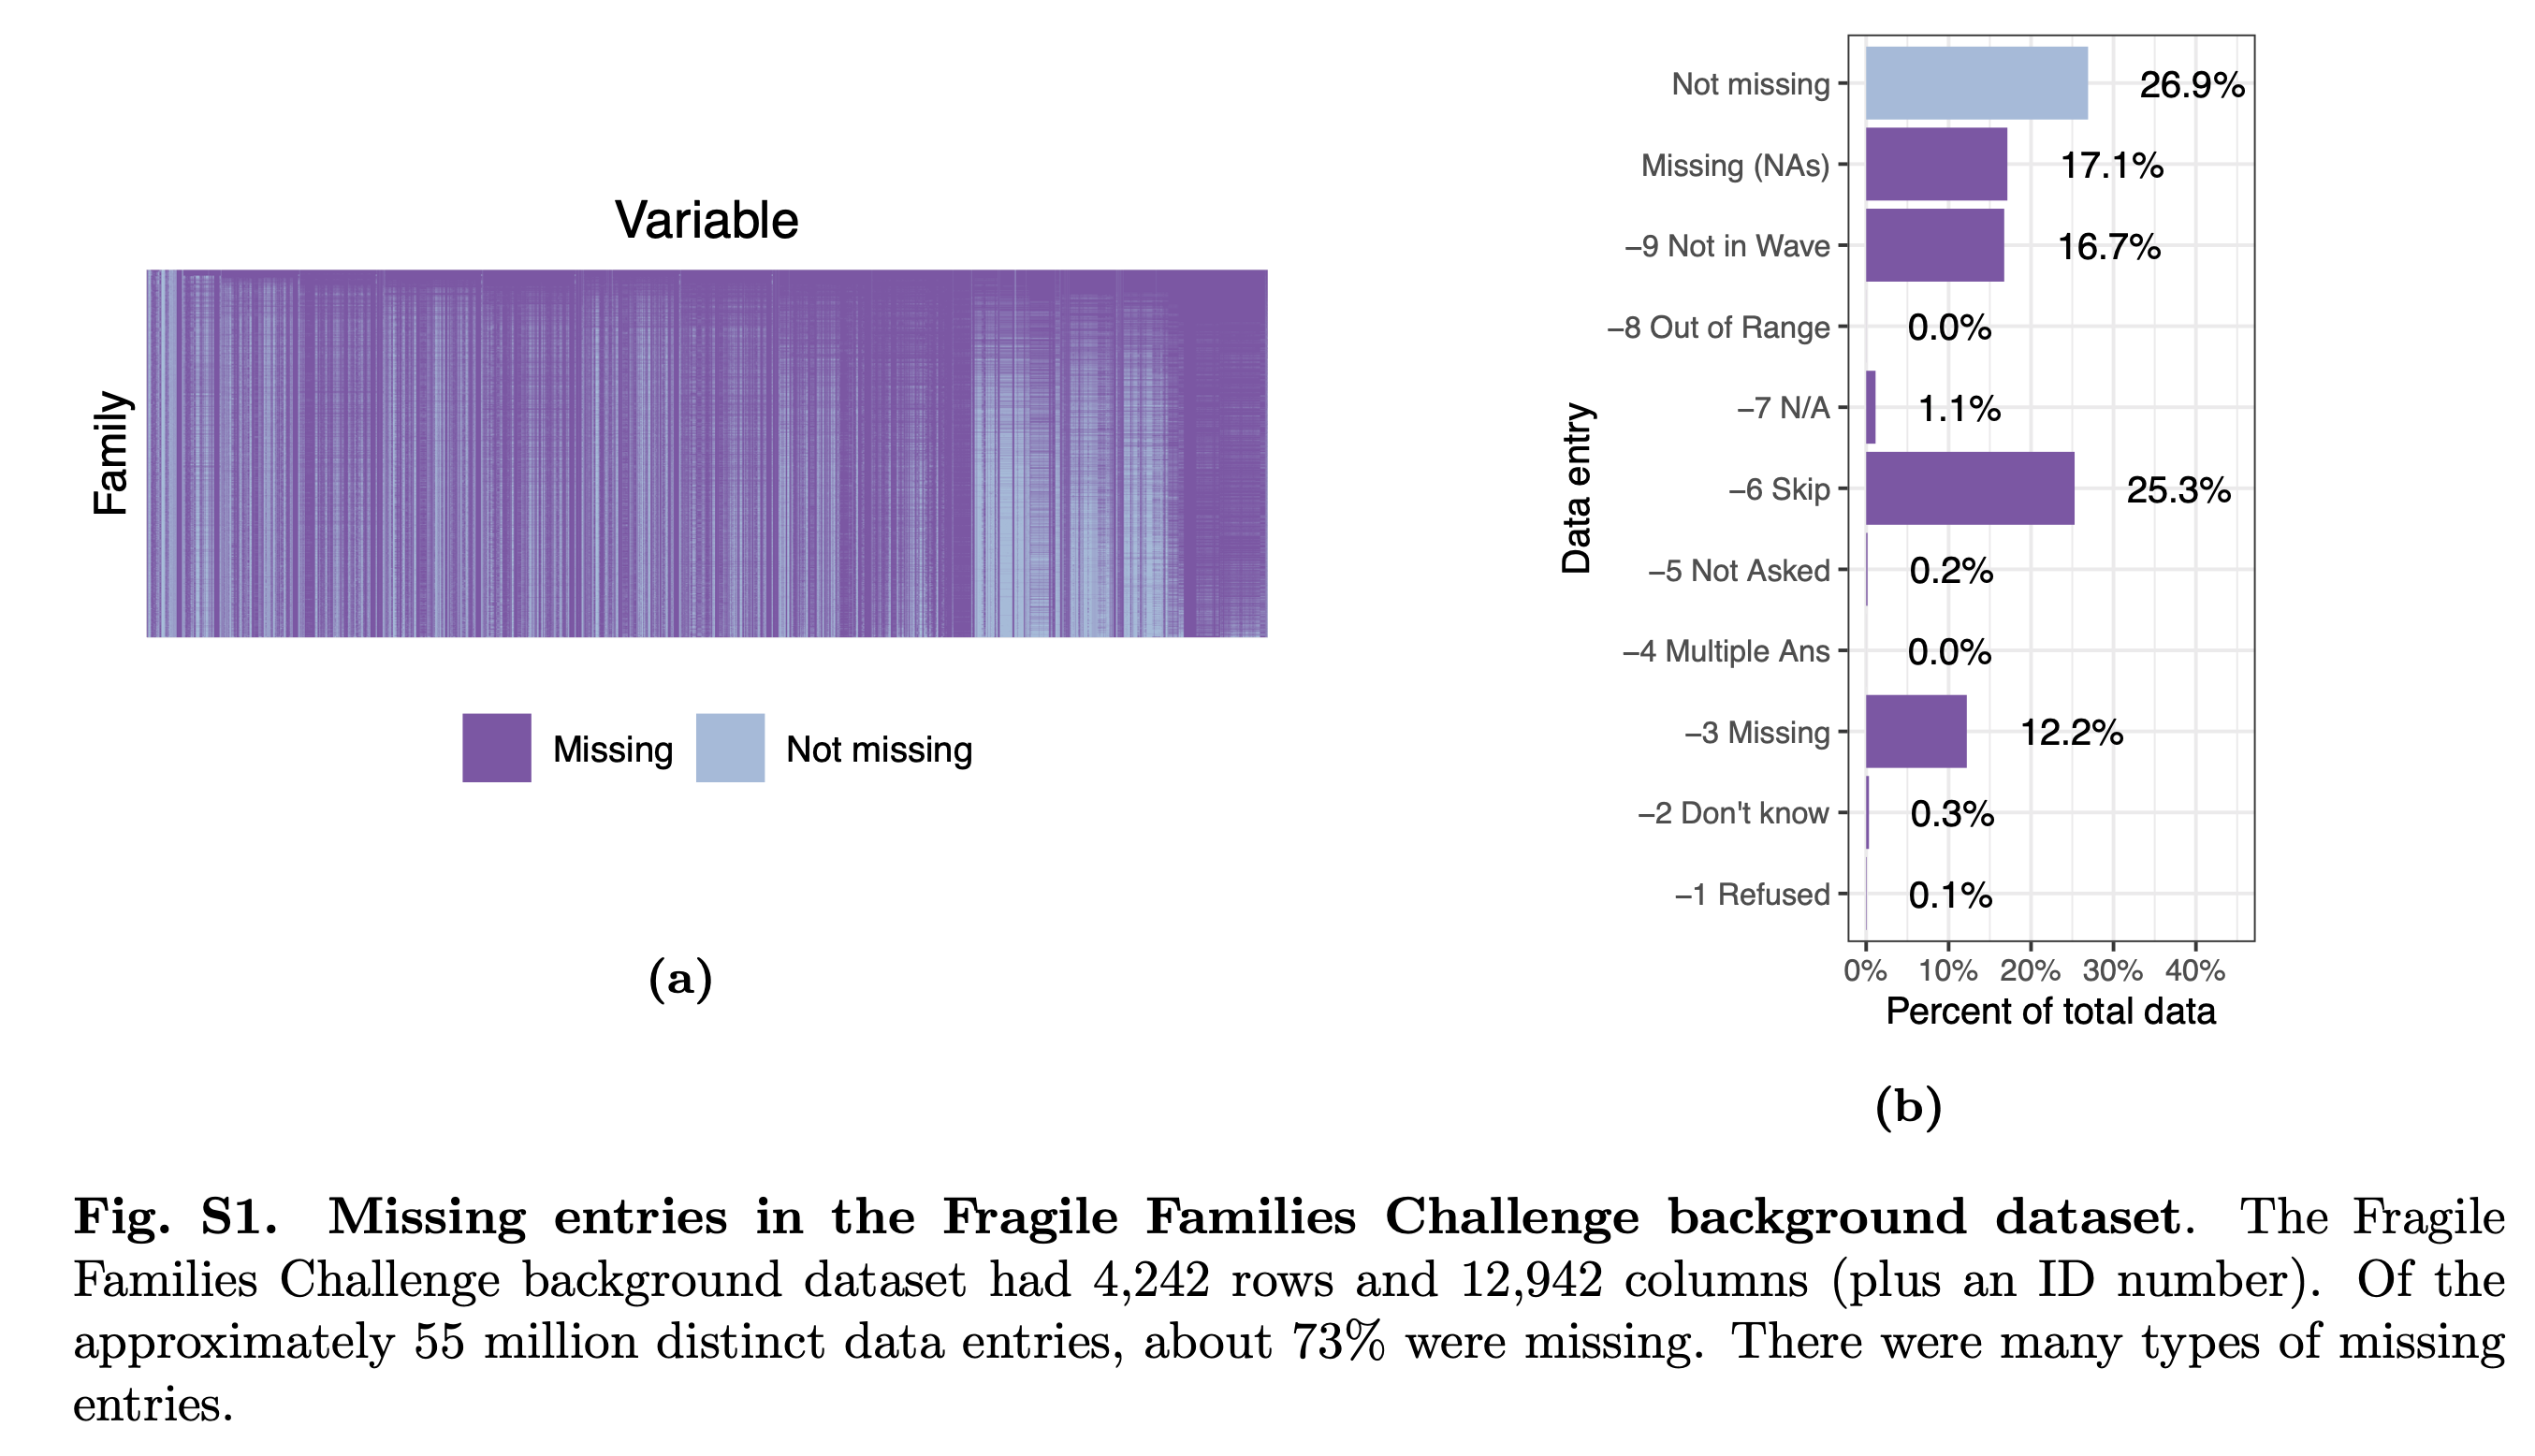 Variable
Family
Missing
Not missing
(a)
Data entry
Not missing 26.9%
Missing (NAs) 17.1%
−9 Not in Wave 16.7%
−8 Out of Range 0.0%
−7 N/A 1.1%
−6 Skip 25.3%
−5 Not Asked 0.2%
−4 Multiple Ans 0.0%
−3 Missing 12.2%
−2 Don't know 0.3%
−1 Refused 0.1%
0% 10% 20% 30% 40%
Percent of total data
(b)
Fig. S1. Missing entries in the Fragile Families Challenge background dataset. The Fragile
Families Challenge background dataset had 4,242 rows and 12,942 columns (plus an ID number). Of the
approximately 55 million distinct data entries, about 73% were missing. There were many types of missing
entries.